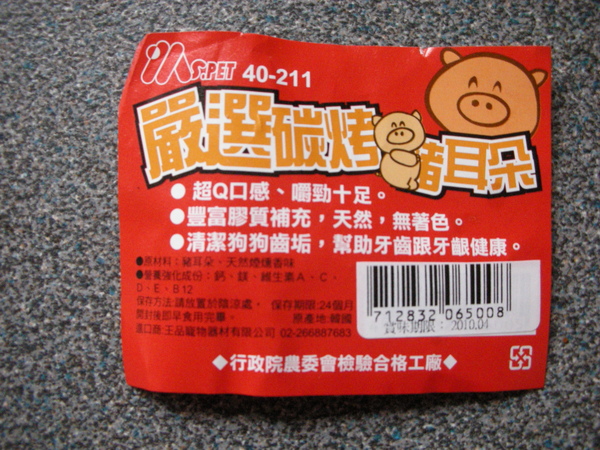 MS.PET 40-211
嚴選碳烤豬耳朵
● 超Q口感、嚼勁十足。
●豐富膠質補充，天然，無著色。
●清潔狗狗齒垢，幫助牙齒跟牙齦健康。
●原材料：豬耳朵、天然煙燻香味
●營養強化成份：鈣、鎂、維生素A、C、
D、E、B12
保存方法:請放置於陰涼處， 保存期限:24個月
開封後即早食用完畢。 原產地:韓國
進口商:王品寵物器材有限公司 02-266887683
712832 065008
賞味期限： 2010.04
◆行政院農委會檢驗合格工廠◆